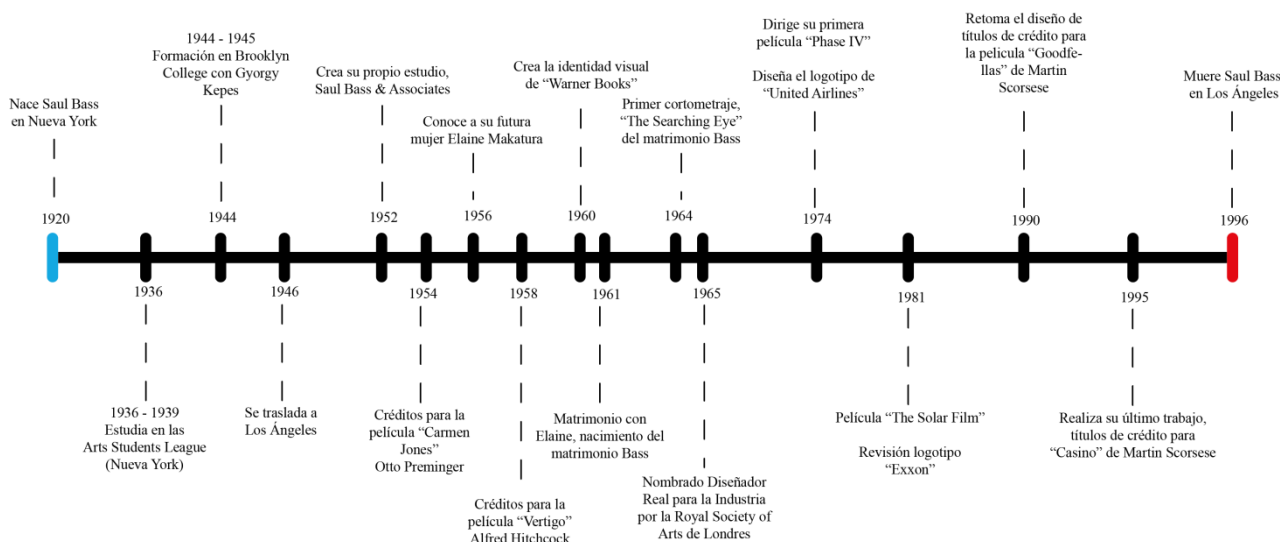 Nace Saul Bass
en Nueva York
1920
1936
1936 - 1939
Estudia en las
Arts Students League
(Nueva York)
1944 - 1945
Formación en Brooklyn
College con Gyorgy
Kepes
1944
1946
Se traslada a
Los Ángeles
Crea su propio estudio,
Saul Bass & Associates
1952
1954
Créditos para la
película “Carmen
Jones”
Otto Preminger
Conoce a su futura
mujer Elaine Makatura
1956
1958
Créditos para la
película “Vertigo”
Alfred Hitchcock
Crea la identidad visual
de “Warner Books”
1960
1961
Matrimonio con
Elaine, nacimiento del
matrimonio Bass
Primer cortometraje,
“The Searching Eye”
del matrimonio Bass
1964
1965
Nombrado Diseñador
Real para la Industria
por la Royal Society of
Arts de Londres
Dirige su primera
película “Phase IV”
Diseña el logotipo de
“United Airlines”
1974
1981
Película “The Solar Film”
Revisión logotipo
“Exxon”
Retoma el diseño de
títulos de crédito para
la pelicula “Goodfe-
llas” de Martin
Scorsese
1990
1995
Realiza su último trabajo,
títulos de crédito para
“Casino” de Martin Scorsese
Muere Saul Bass
en Los Ángeles
1996